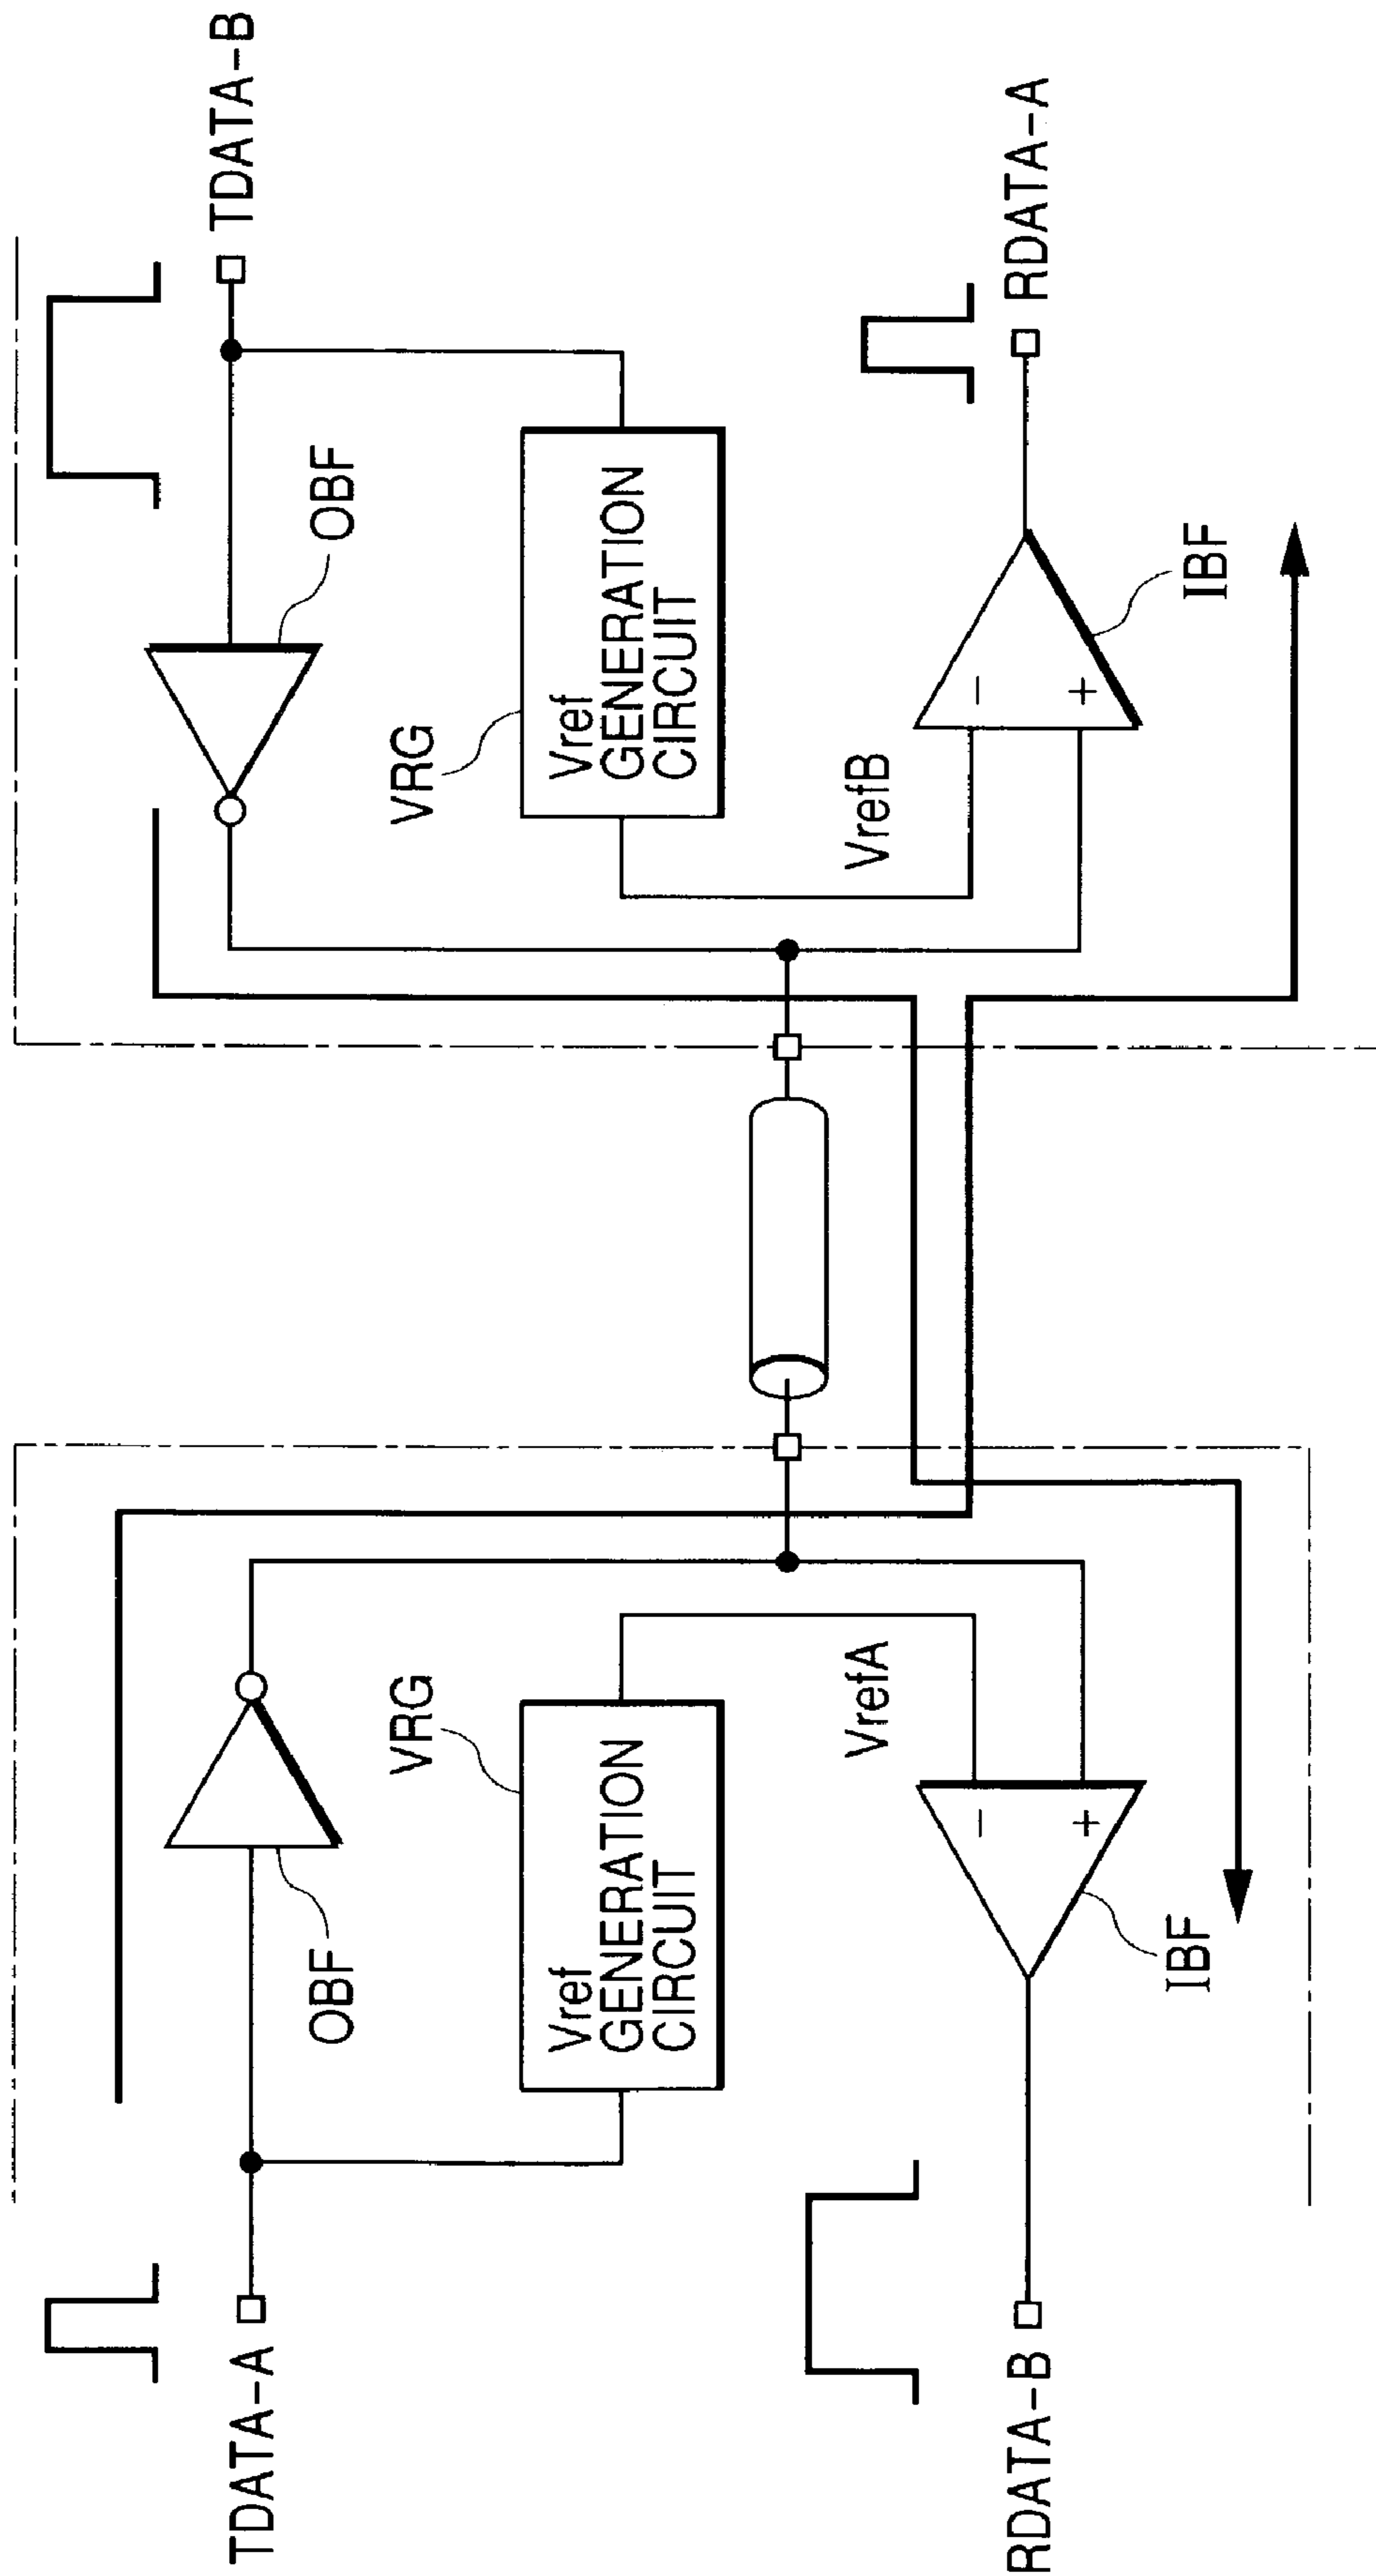 TDATA-A
OBF
VRG
Vref
GENERATION
CIRCUIT
VrefA
IBF
RDATA-B
TDATA-B
OBF
VRG
Vref
GENERATION
CIRCUIT
VrefB
−
+
IBF
RDATA-A
−
+